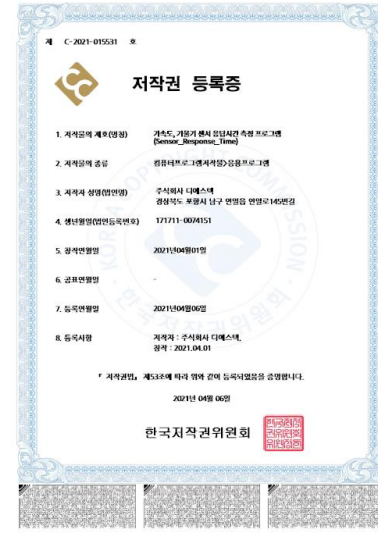 제 C-2021-015531 호
저작권 등록증
1. 저작물의 제호(명칭) 가속도, 기울기 센서 응답시간 측정 프로그램
(Sensor_Response_Time)
2. 저작물의 종류 컴퓨터프로그램저작물>응용프로그램
3. 저작자 성명(법인명) 주식회사 디에스텍
경상북도 포항시 남구 연일읍 연일로145번길
4. 생년월일(법인등록번호) 171711-0074151
5. 창작연월일 2021년04월01일
6. 공표연월일 -
7. 등록연월일 2021년04월06일
8. 등록사항 저작자 : 주식회사 디에스텍,
창작 : 2021.04.01
『 저작권법』 제53조에 따라 위와 같이 등록되었음을 증명합니다.
2021년 04월 06일
한국저작권위원회